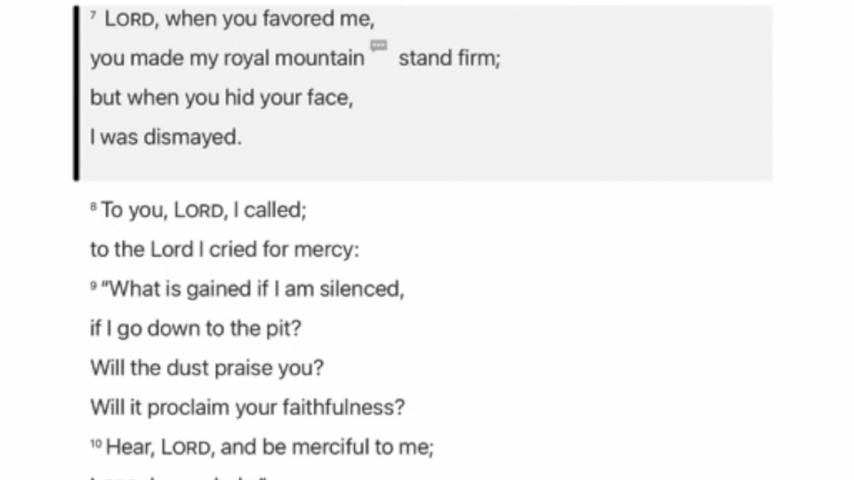 7 LORD, when you favored me,
you made my royal mountain stand firm;
but when you hid your face,
I was dismayed.
8 To you, LORD, I called;
to the Lord I cried for mercy:
9 "What is gained if I am silenced,
if I go down to the pit?
Will the dust praise you?
Will it proclaim your faithfulness?
10 Hear, LORD, and be merciful to me;